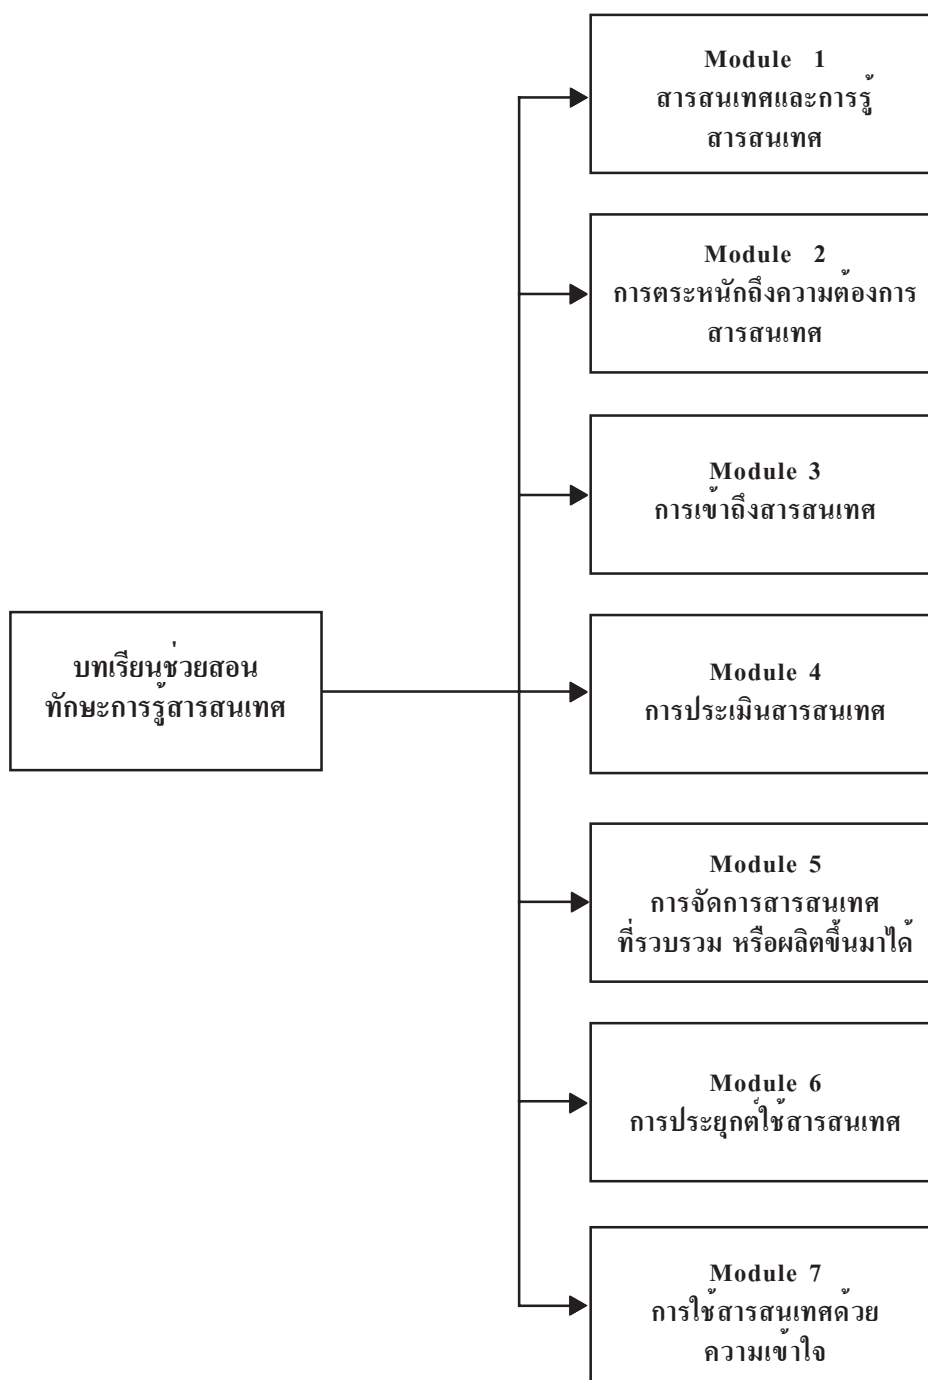 Module 1
สารสนเทศและการรู้
สารสนเทศ
Module 2
การตระหนักถึงความต้องการ
สารสนเทศ
Module 3
การเข้าถึงสารสนเทศ
บทเรียนช่วยสอน
ทักษะการรู้สารสนเทศ
Module 4
การประเมินสารสนเทศ
Module 5
การจัดการสารสนเทศ
ที่รวบรวม หรือผลิตขึ้นมาได้
Module 6
การประยุกต์ใช้สารสนเทศ
Module 7
การใช้สารสนเทศด้วย
ความเข้าใจ